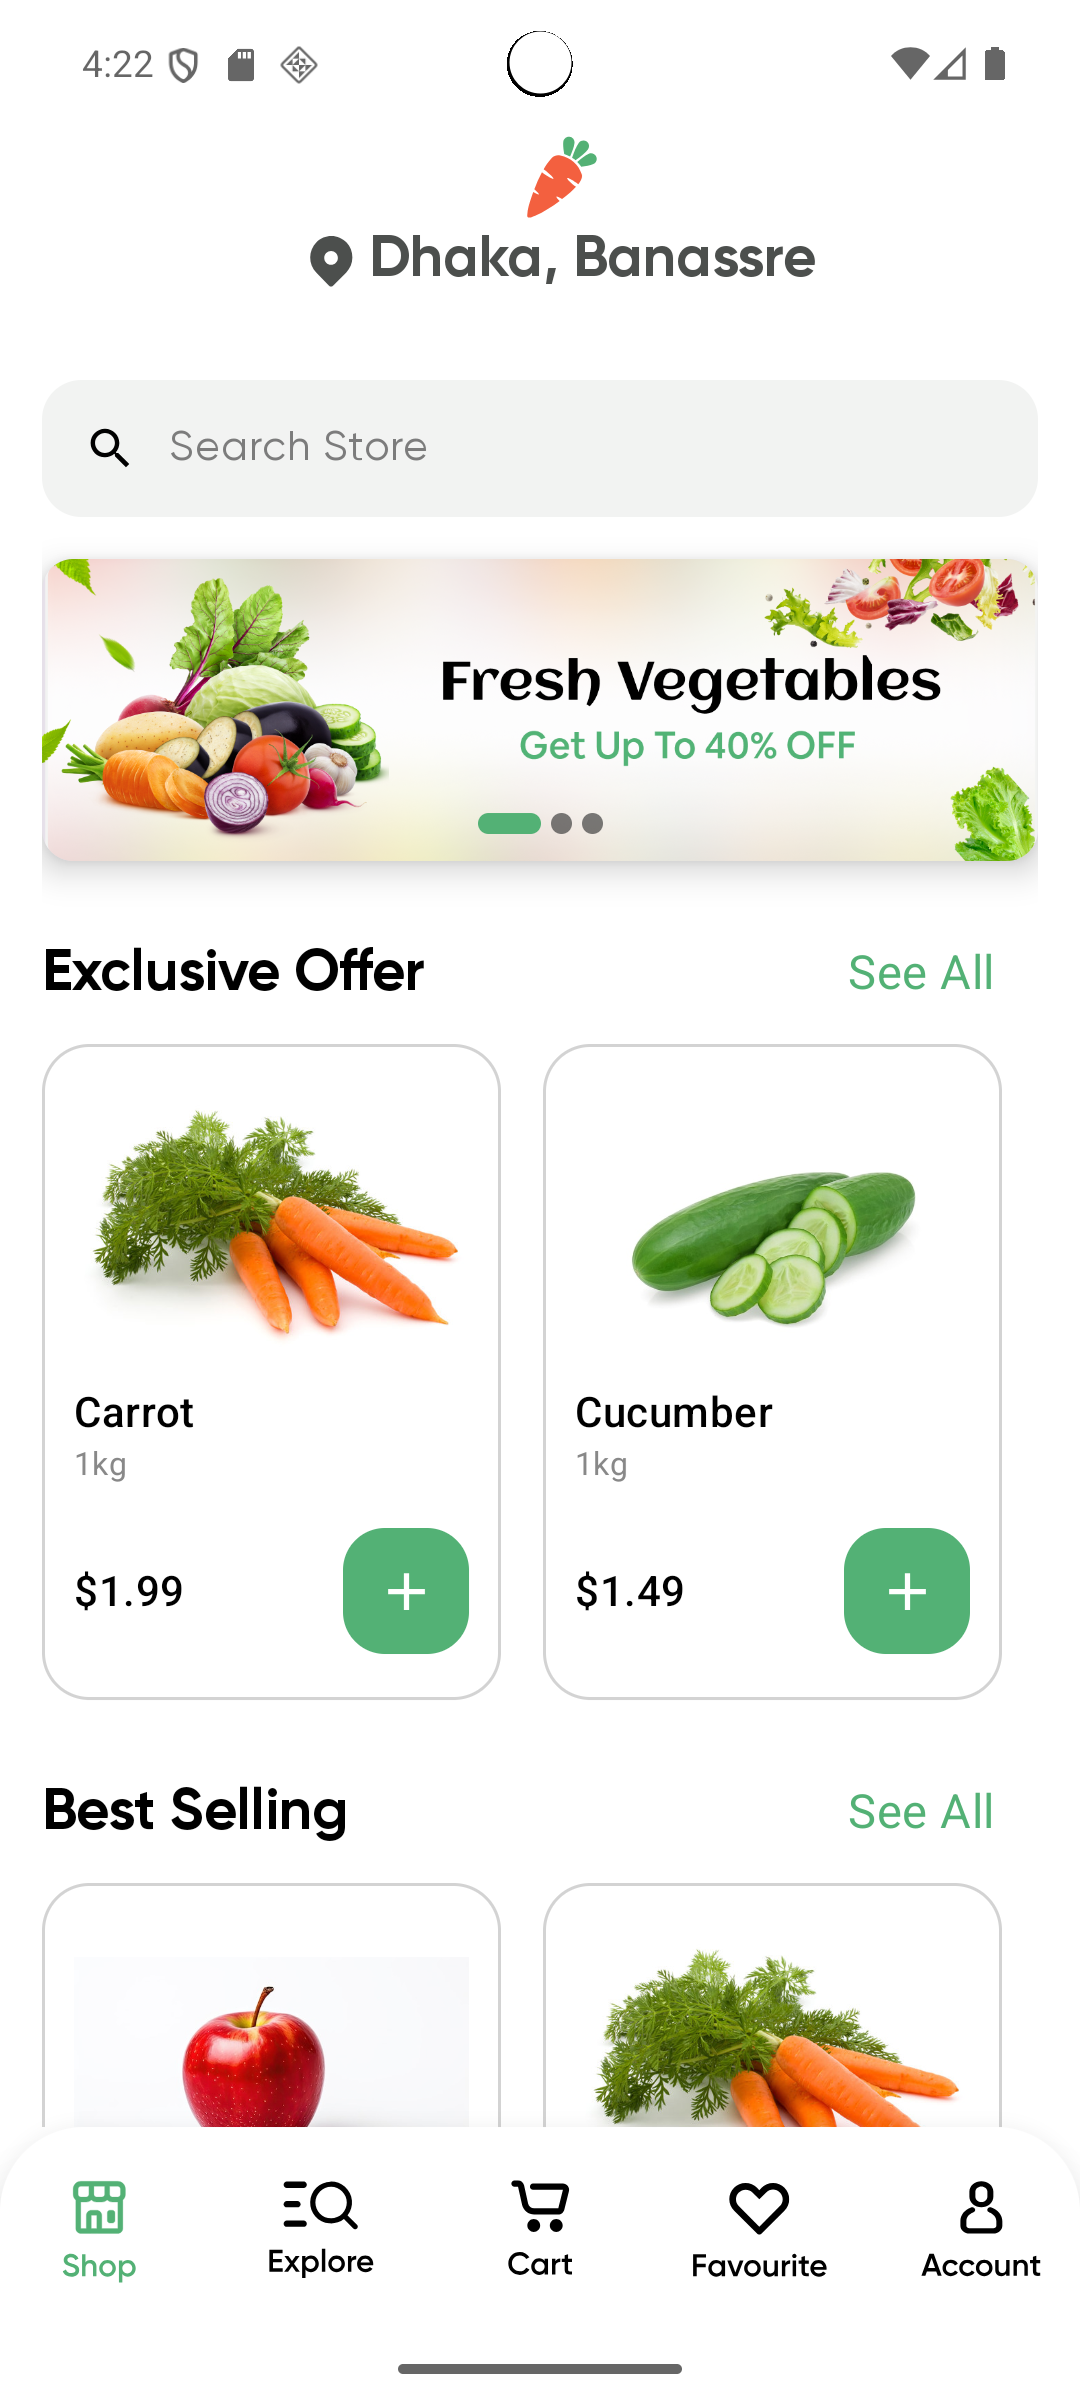 4:22
Dhaka, Banassre
Search Store
Fresh Vegetables
Get Up To 40% OFF
Exclusive Offer
See All
Carrot
1kg
$1.99
Cucumber
1kg
$1.49
Best Selling
See All
Shop
Explore
Cart
Favourite
Account